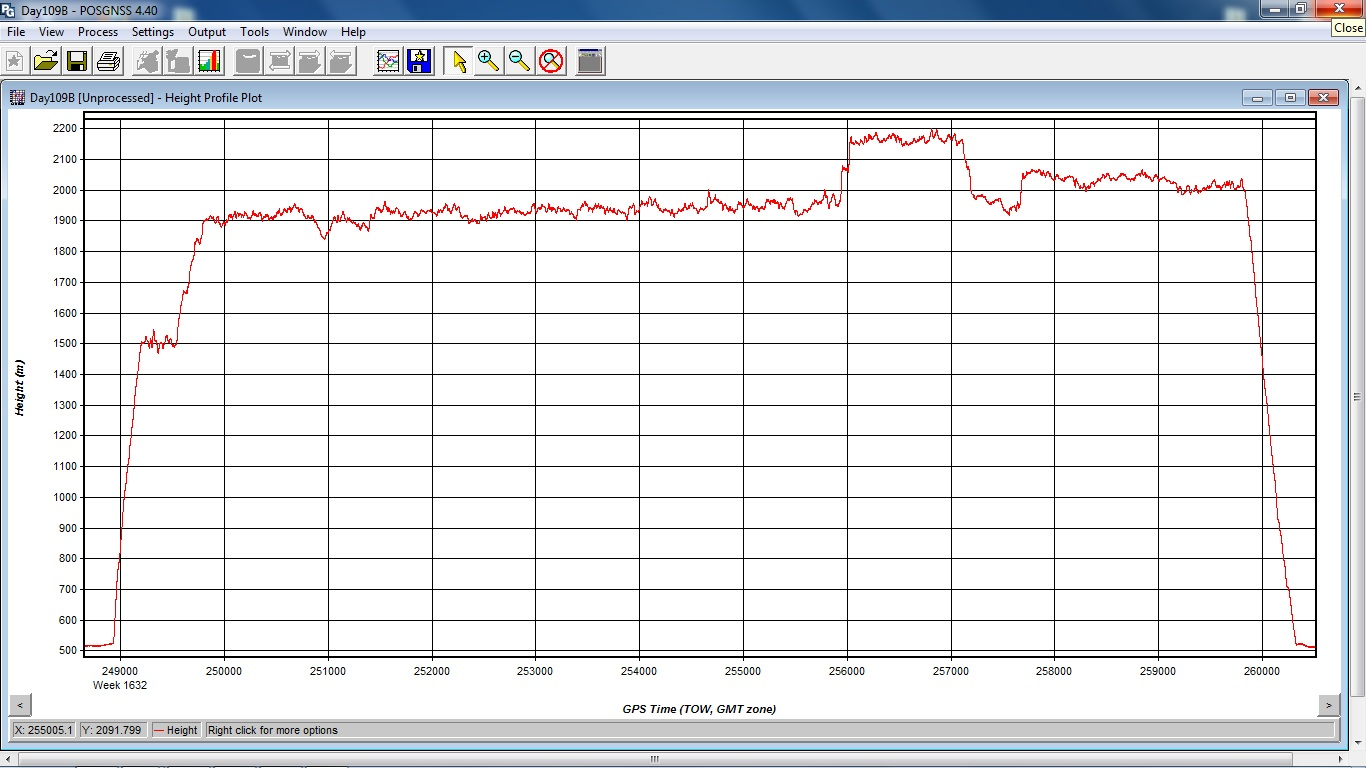 Day109B - POSGNSS 4.40
Close
File View Process Settings Output Tools Window Help
Day109B [Unprocessed] - Height Profile Plot
2200
2100
2000
1900
1800
1700
1600
1500
1400
1300
1200
1100
1000
900
800
700
600
500
Height (m)
249000 250000 251000 252000 253000 254000 255000 256000 257000 258000 259000 260000
Week 1632
GPS Time (TOW, GMT zone)
X: 255005.1 Y: 2091.799 Height Right click for more options